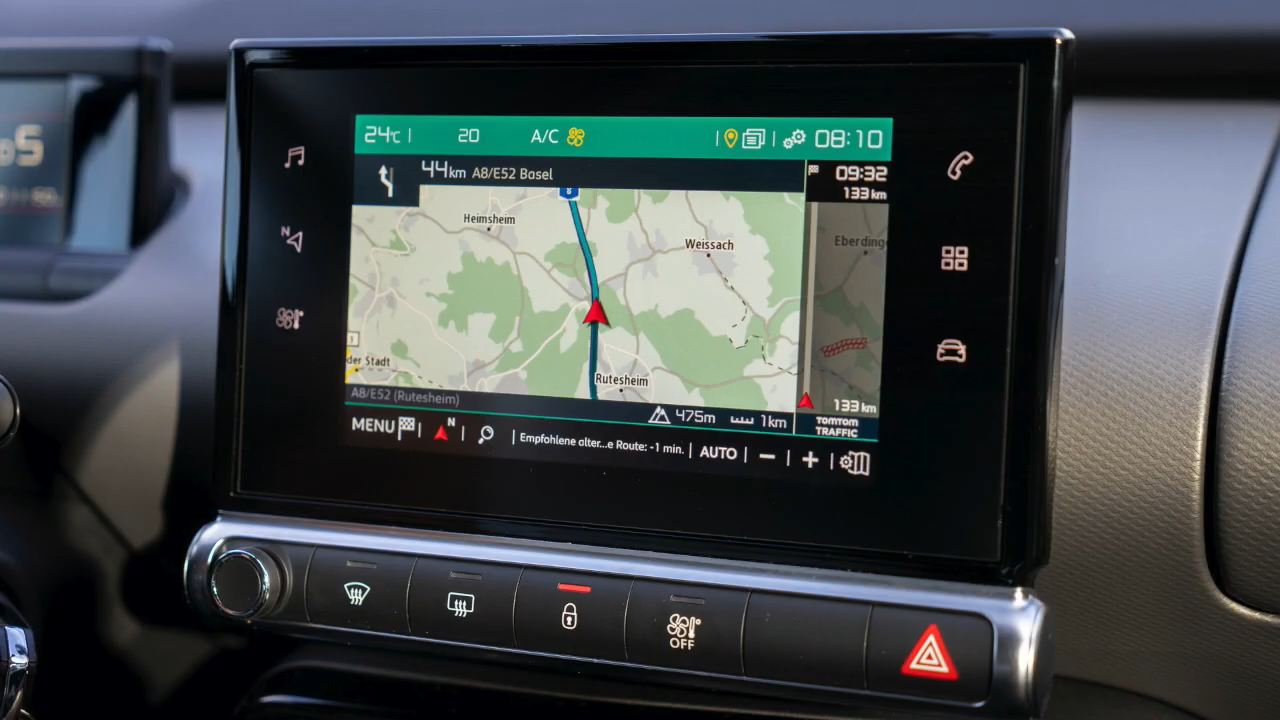 24°C 20 A/C 08:10
44km A8/E52 Basel
09:32
133 km
8
N
Heimsheim
Weissach
Eberding
der Stadt
Rutesheim
A8/E52 (Rutesheim)
475m 1km
133 km
TOMTOM
TRAFFIC
MENU N Empfohlene alter...e Route: -1 min. AUTO − +
OFF